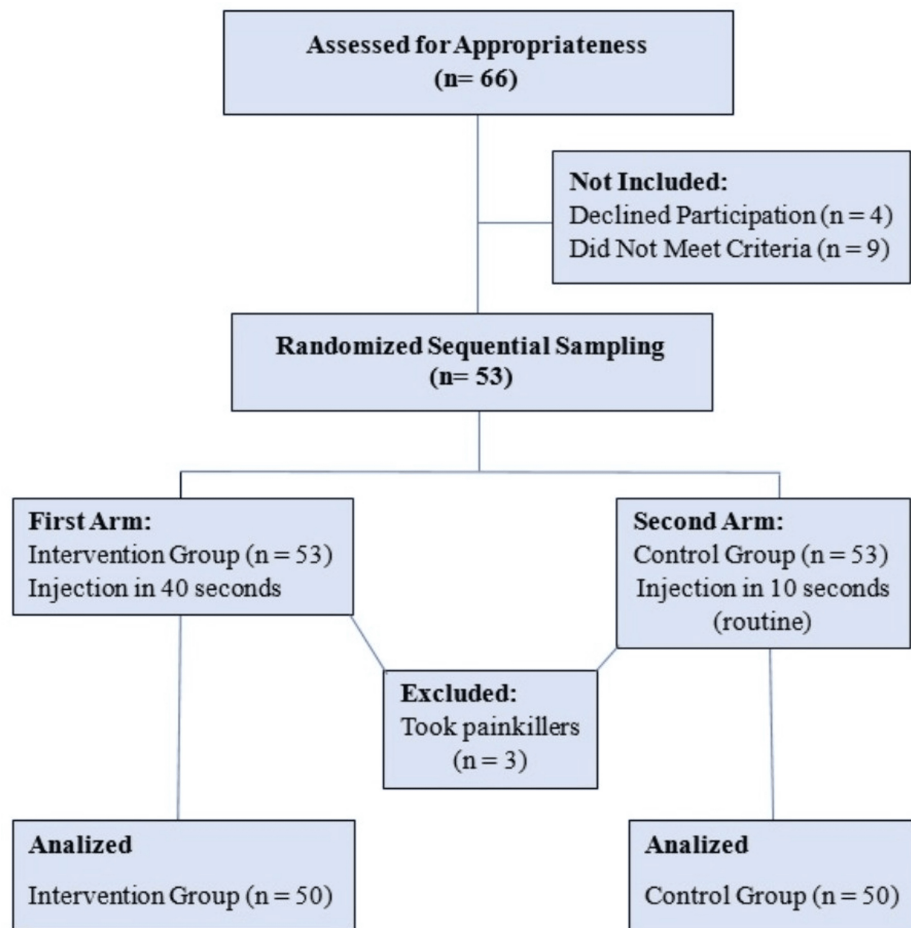 Assessed for Appropriateness
(n= 66)
Not Included:
Declined Participation (n = 4)
Did Not Meet Criteria (n = 9)
Randomized Sequential Sampling
(n= 53)
First Arm:
Intervention Group (n = 53)
Injection in 40 seconds
Second Arm:
Control Group (n = 53)
Injection in 10 seconds
(routine)
Excluded:
Took painkillers
(n = 3)
Analized
Intervention Group (n = 50)
Analized
Control Group (n = 50)